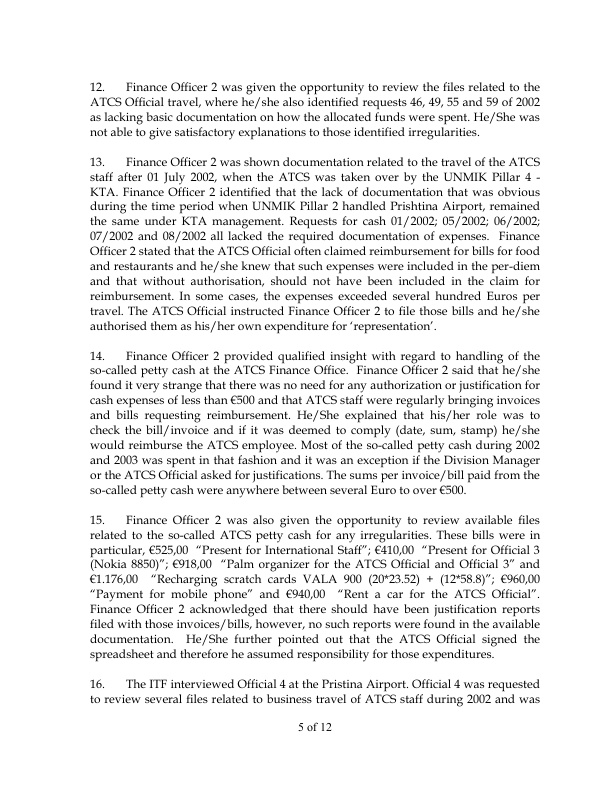 12. Finance Officer 2 was given the opportunity to review the files related to the
ATCS Official travel, where he/she also identified requests 46, 49, 55 and 59 of 2002
as lacking basic documentation on how the allocated funds were spent. He/She was
not able to give satisfactory explanations to those identified irregularities.
13. Finance Officer 2 was shown documentation related to the travel of the ATCS
staff after 01 July 2002, when the ATCS was taken over by the UNMIK Pillar 4 -
KTA. Finance Officer 2 identified that the lack of documentation that was obvious
during the time period when UNMIK Pillar 2 handled Prishtina Airport, remained
the same under KTA management. Requests for cash 01/2002; 05/2002; 06/2002;
07/2002 and 08/2002 all lacked the required documentation of expenses. Finance
Officer 2 stated that the ATCS Official often claimed reimbursement for bills for food
and restaurants and he/she knew that such expenses were included in the per-diem
and that without authorisation, should not have been included in the claim for
reimbursement. In some cases, the expenses exceeded several hundred Euros per
travel. The ATCS Official instructed Finance Officer 2 to file those bills and he/she
authorised them as his/her own expenditure for ‘representation’.
14. Finance Officer 2 provided qualified insight with regard to handling of the
so-called petty cash at the ATCS Finance Office. Finance Officer 2 said that he/she
found it very strange that there was no need for any authorization or justification for
cash expenses of less than €500 and that ATCS staff were regularly bringing invoices
and bills requesting reimbursement. He/She explained that his/her role was to
check the bill/invoice and if it was deemed to comply (date, sum, stamp) he/she
would reimburse the ATCS employee. Most of the so-called petty cash during 2002
and 2003 was spent in that fashion and it was an exception if the Division Manager
or the ATCS Official asked for justifications. The sums per invoice/bill paid from the
so-called petty cash were anywhere between several Euro to over €500.
15. Finance Officer 2 was also given the opportunity to review available files
related to the so-called ATCS petty cash for any irregularities. These bills were in
particular, €525,00 “Present for International Staff”; €410,00 “Present for Official 3
(Nokia 8850)”; €918,00 “Palm organizer for the ATCS Official and Official 3” and
€1.176,00 “Recharging scratch cards VALA 900 (20*23.52) + (12*58.8)”; €960,00
“Payment for mobile phone” and €940,00 “Rent a car for the ATCS Official”.
Finance Officer 2 acknowledged that there should have been justification reports
filed with those invoices/bills, however, no such reports were found in the available
documentation. He/She further pointed out that the ATCS Official signed the
spreadsheet and therefore he assumed responsibility for those expenditures.
16. The ITF interviewed Official 4 at the Pristina Airport. Official 4 was requested
to review several files related to business travel of ATCS staff during 2002 and was
5 of 12